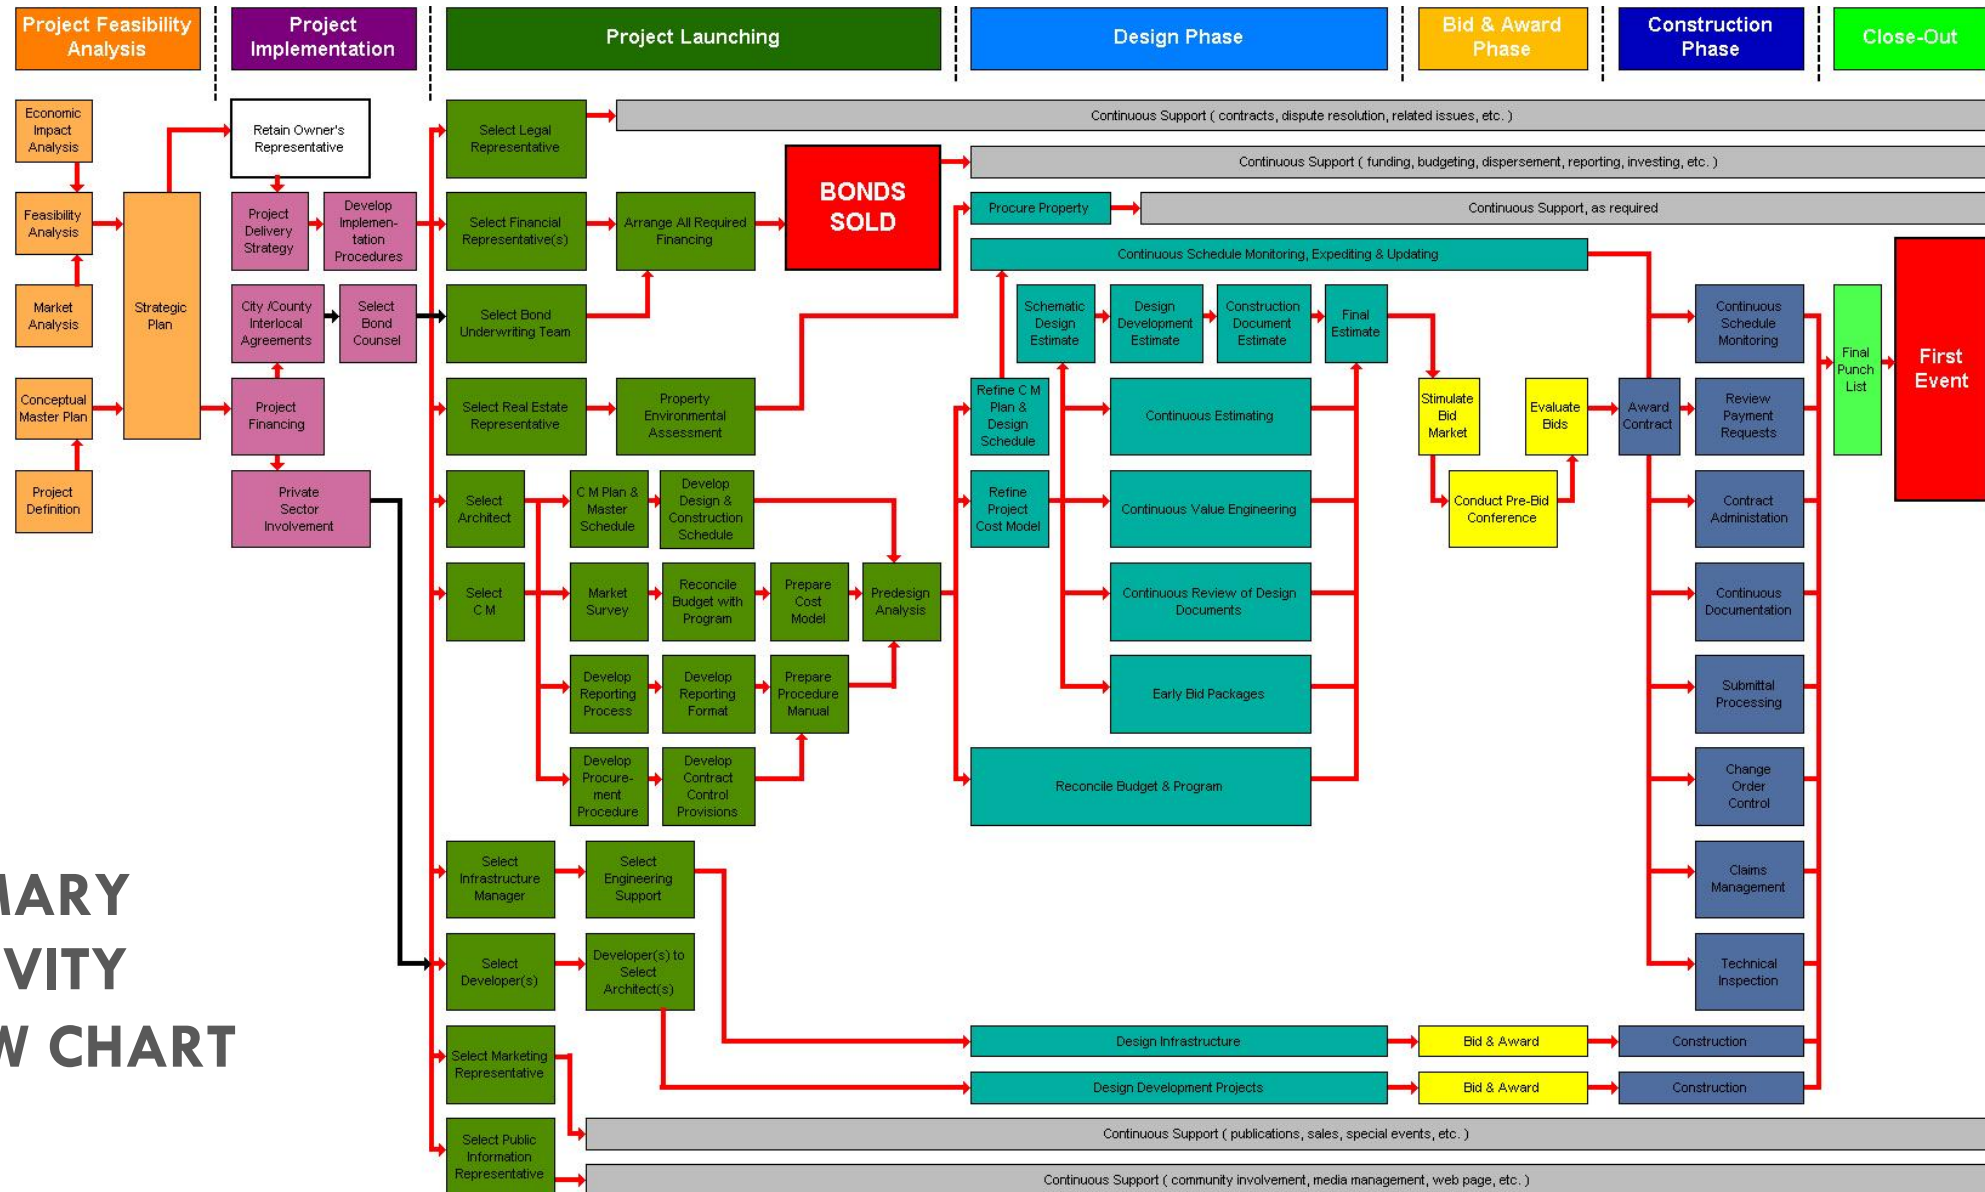 Project Feasibility
Analysis
Project
Implementation
Project Launching
Design Phase
Bid & Award
Phase
Construction
Phase
Close-Out
Economic
Impact
Analysis
Feasibility
Analysis
Market
Analysis
Conceptual
Master Plan
Project
Definition
Strategic
Plan
Retain Owner's
Representative
Project
Delivery
Strategy
Develop
Implemen-
tation
Procedures
City /County
Interlocal
Agreements
Select
Bond
Counsel
Project
Financing
Private
Sector
Involvement
Select Legal
Representative
Continuous Support ( contracts, dispute resolution, related issues, etc. )
Select Financial
Representative(s)
Arrange All Required
Financing
BONDS
SOLD
Continuous Support ( funding, budgeting, dispersement, reporting, investing, etc. )
Select Bond
Underwriting Team
Select Real Estate
Representative
Property
Environmental
Assessment
Procure Property
Continuous Support, as required
Select
Architect
C M Plan &
Master
Schedule
Develop
Design &
Construction
Schedule
Select
C M
Market
Survey
Reconcile
Budget with
Program
Prepare
Cost
Model
Predesign
Analysis
Develop
Reporting
Process
Develop
Reporting
Format
Prepare
Procedure
Manual
Develop
Procure-
ment
Procedure
Develop
Contract
Control
Provisions
Select
Infrastructure
Manager
Select
Engineering
Support
Select
Developer(s)
Developer(s) to
Select
Architect(s)
Select Marketing
Representative
Select Public
Information
Representative
Continuous Schedule Monitoring, Expediting & Updating
Schematic
Design
Estimate
Design
Development
Estimate
Construction
Document
Estimate
Final
Estimate
Refine C M
Plan &
Design
Schedule
Continuous Estimating
Refine
Project
Cost Model
Continuous Value Engineering
Continuous Review of Design
Documents
Early Bid Packages
Reconcile Budget & Program
Stimulate
Bid
Market
Conduct Pre-Bid
Conference
Evaluate
Bids
Award
Contract
Continuous
Schedule
Monitoring
Review
Payment
Requests
Contract
Administation
Continuous
Documentation
Submittal
Processing
Change
Order
Control
Claims
Management
Technical
Inspection
Final
Punch
List
First
Event
Design Infrastructure
Bid & Award
Construction
Design Development Projects
Bid & Award
Construction
Continuous Support ( publications, sales, special events, etc. )
Continuous Support ( community involvement, media management, web page, etc. )
MARY
VITY
W CHART